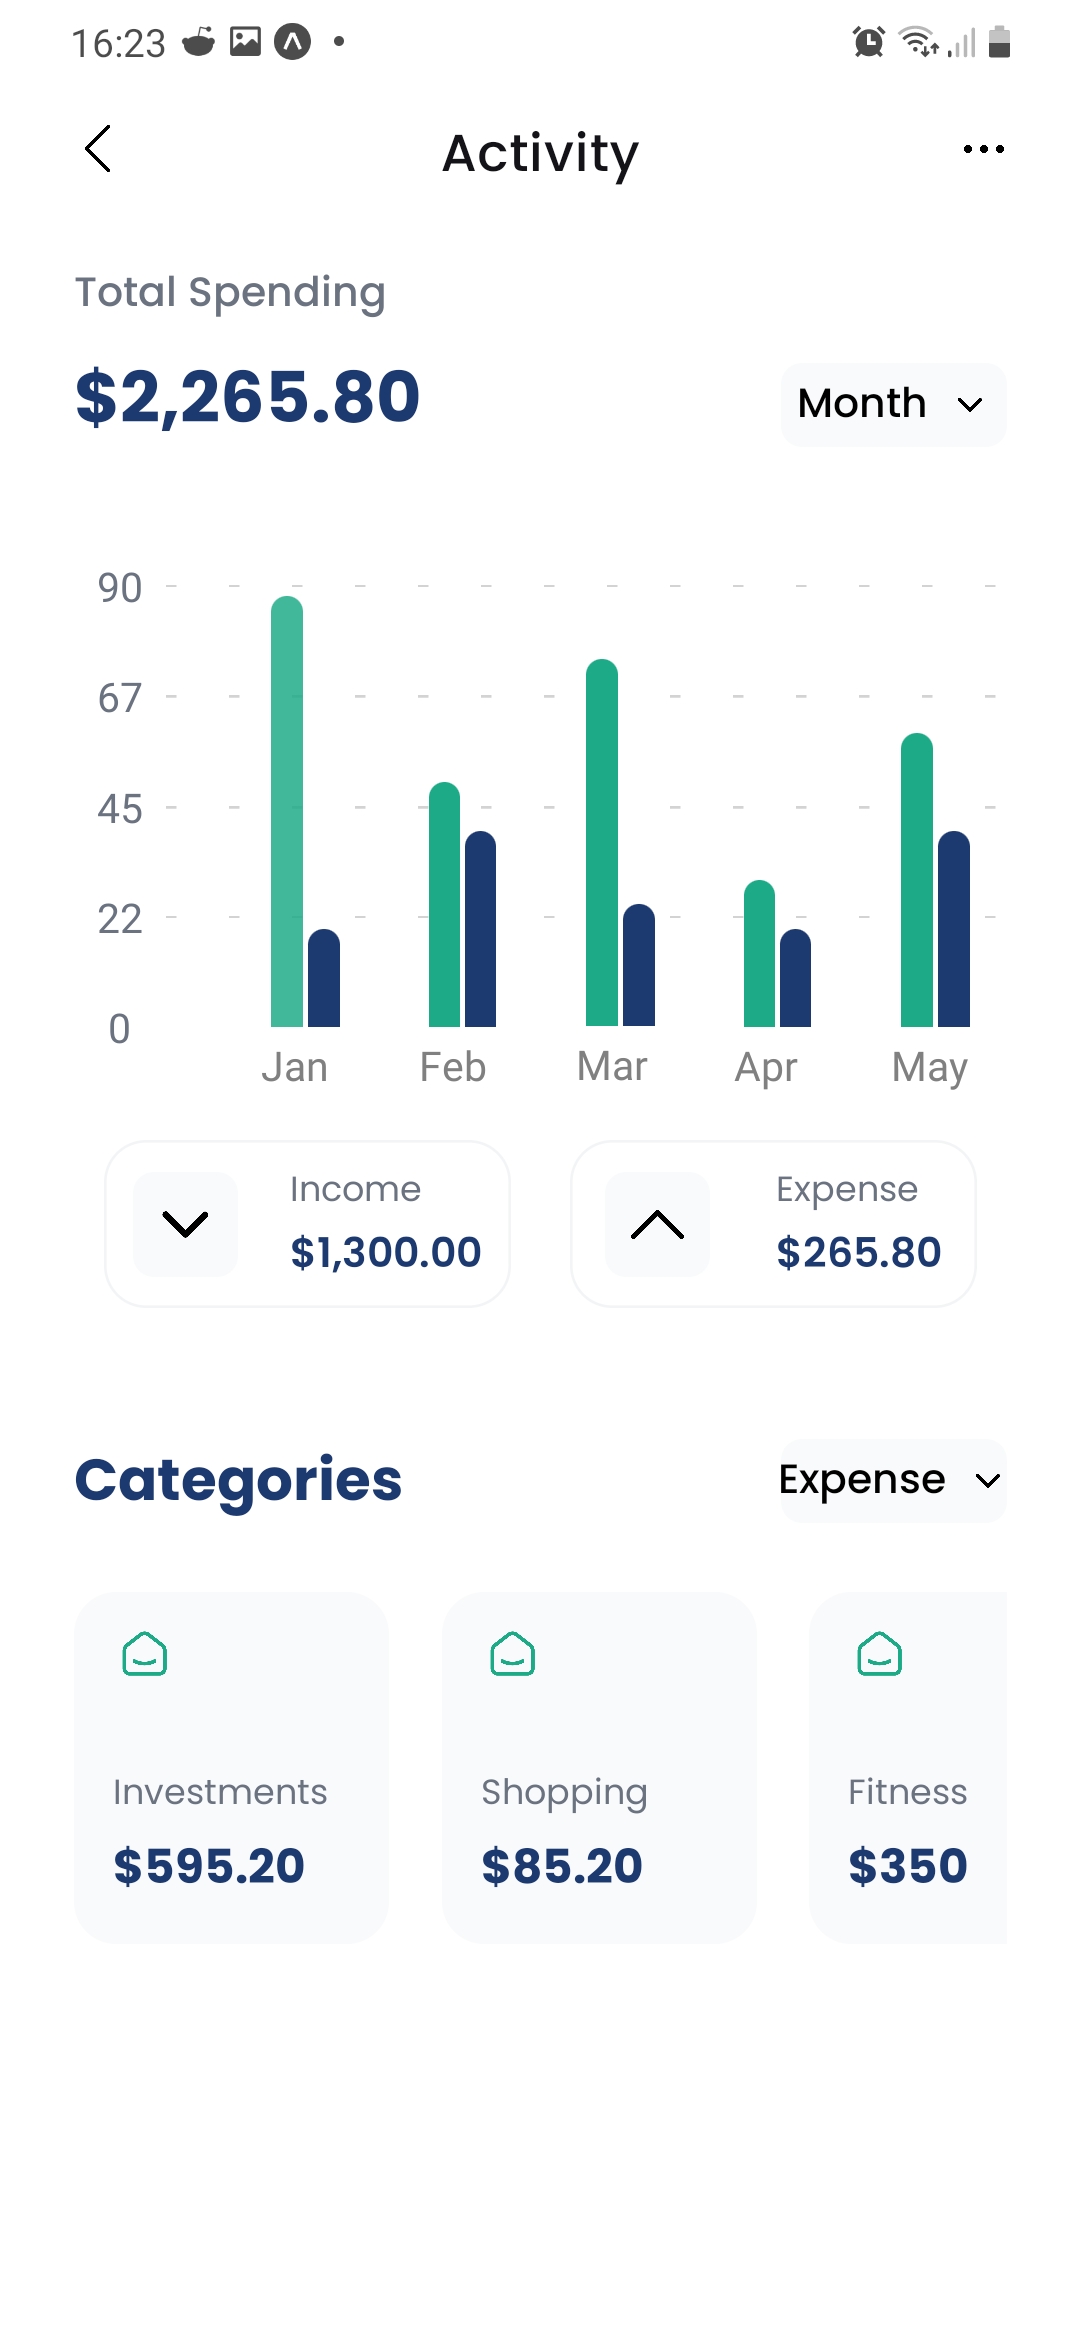 16:23
Activity
Total Spending
$2,265.80
Month
90
67
45
22
0
Jan Feb Mar Apr May
Income
$1,300.00
Expense
$265.80
Categories
Expense
Investments
$595.20
Shopping
$85.20
Fitness
$350